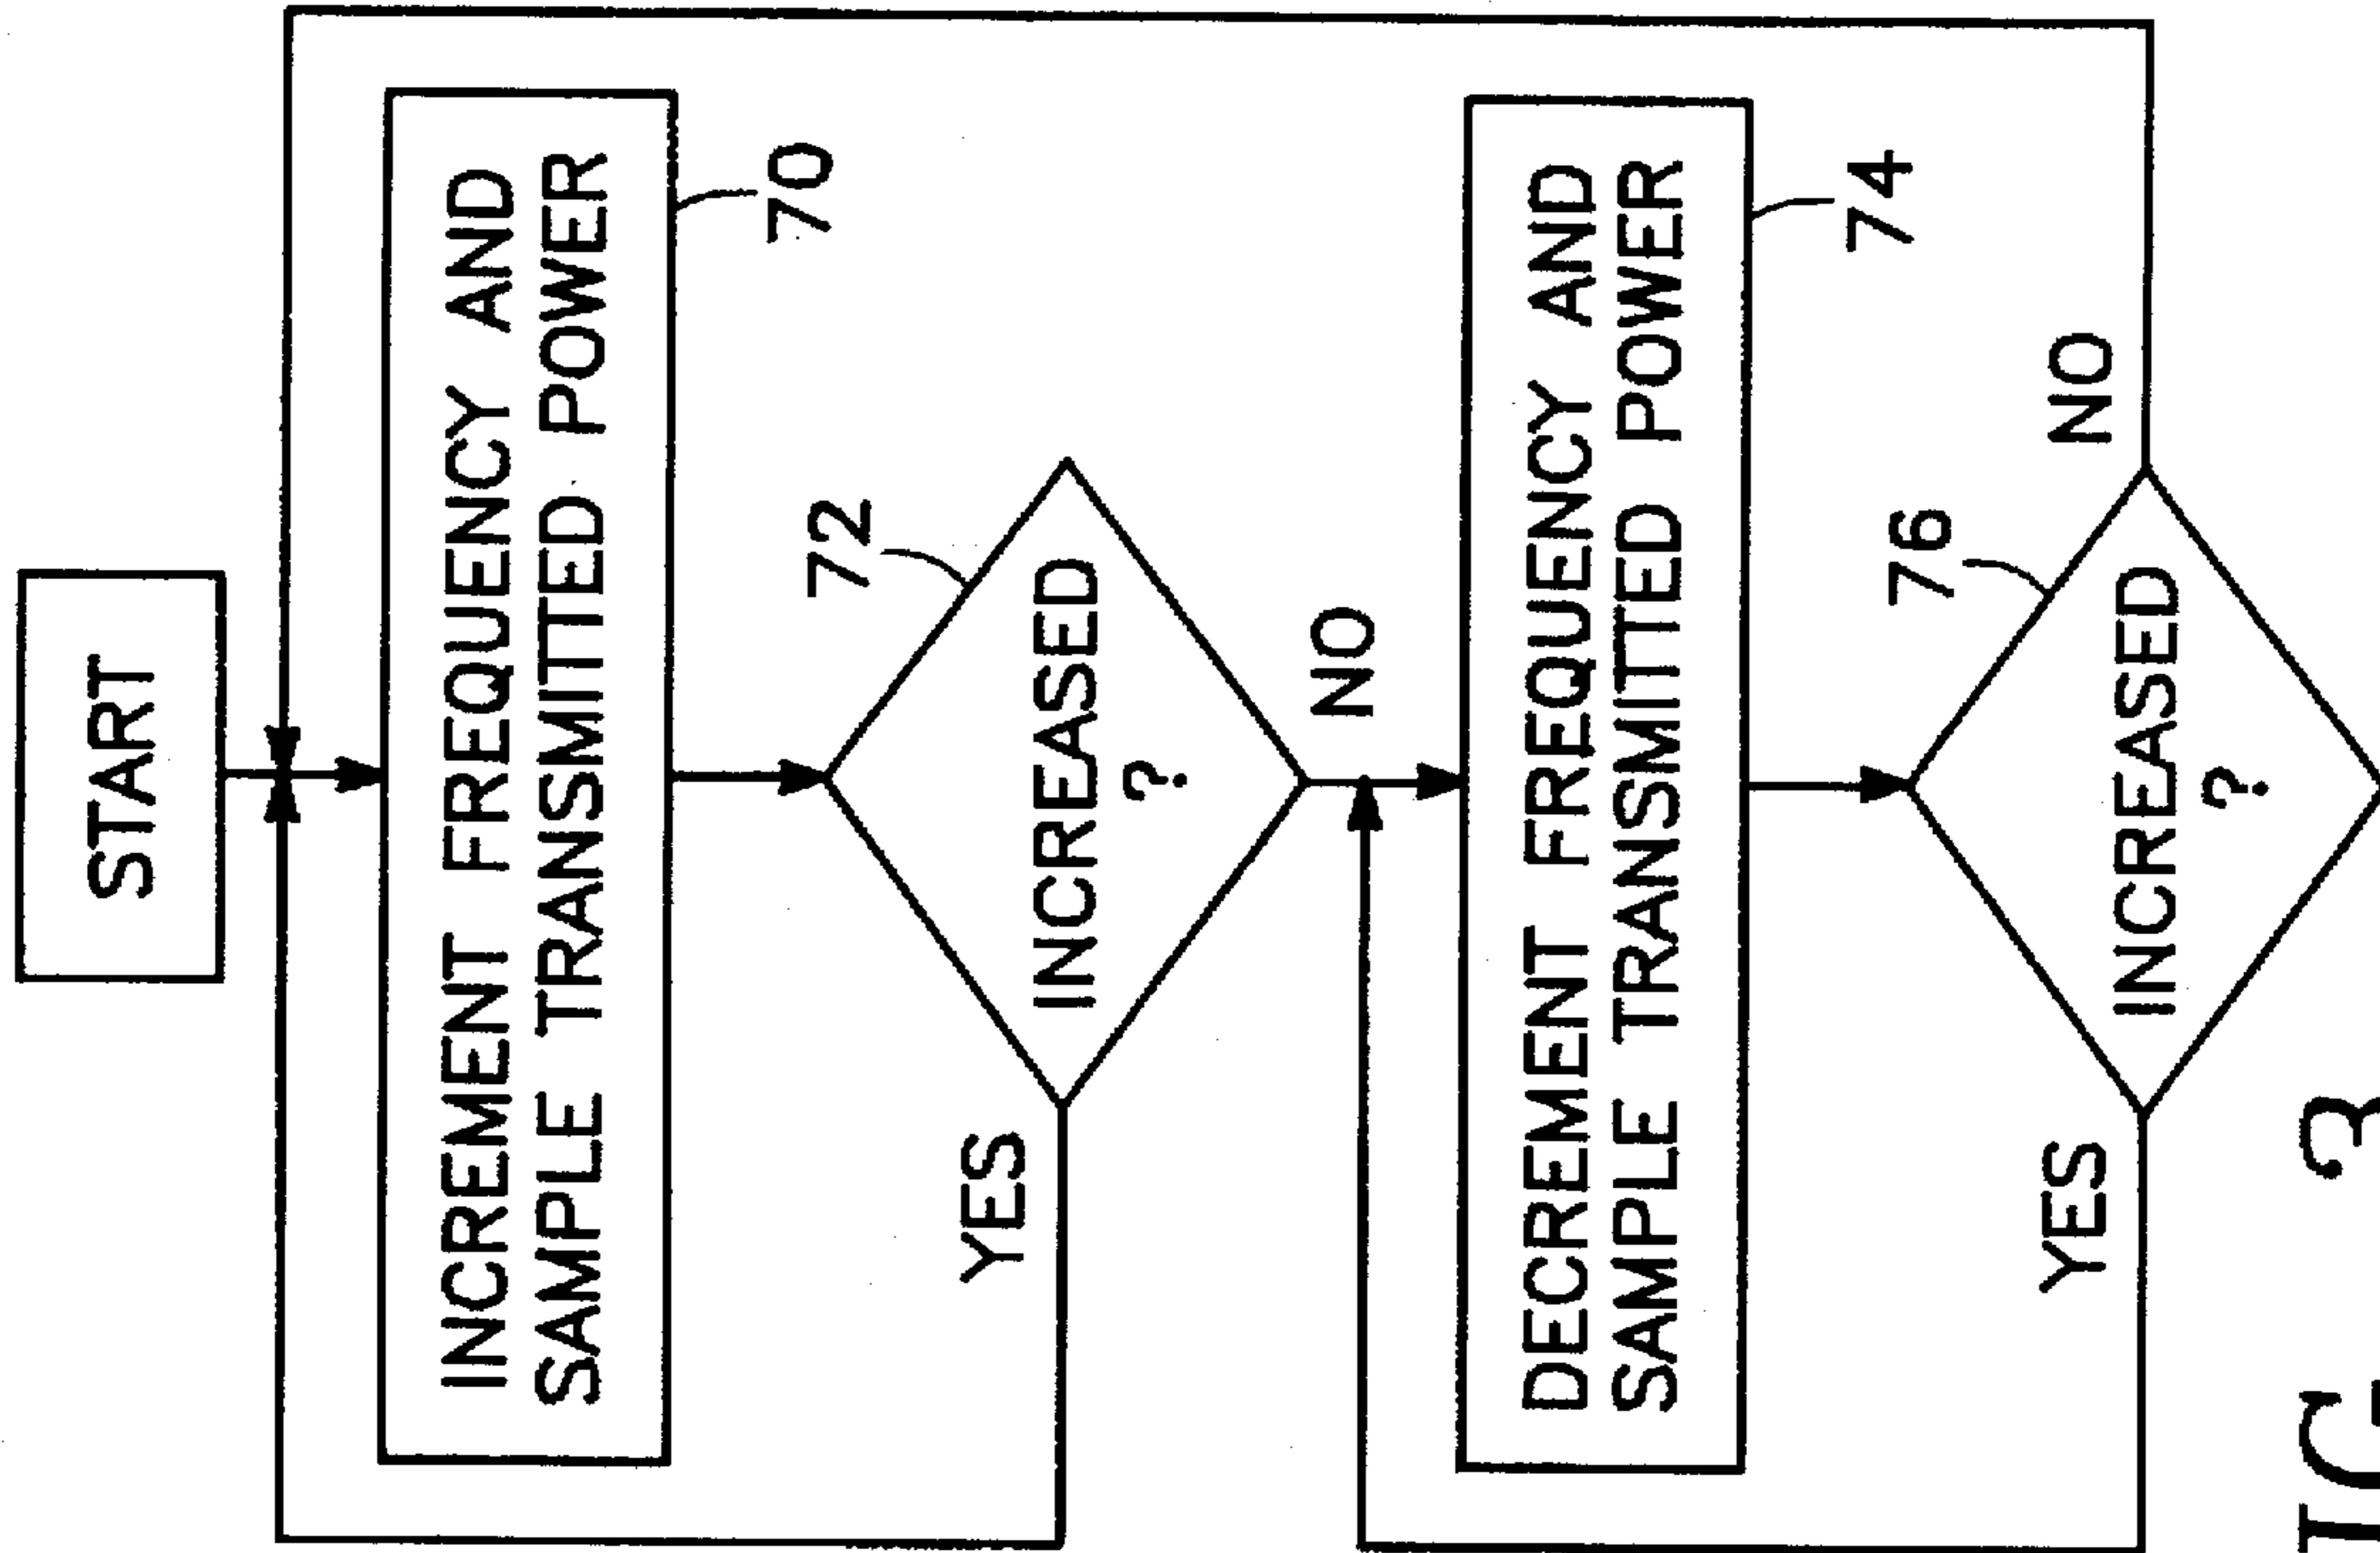 START
INCREMENT FREQUENCY AND
SAMPLE TRANSMITTED POWER
70
72
INCREASED
?
YES
NO
DECREMENT FREQUENCY AND
SAMPLE TRANSMITTED POWER
74
76
INCREASED
?
YES
NO
3